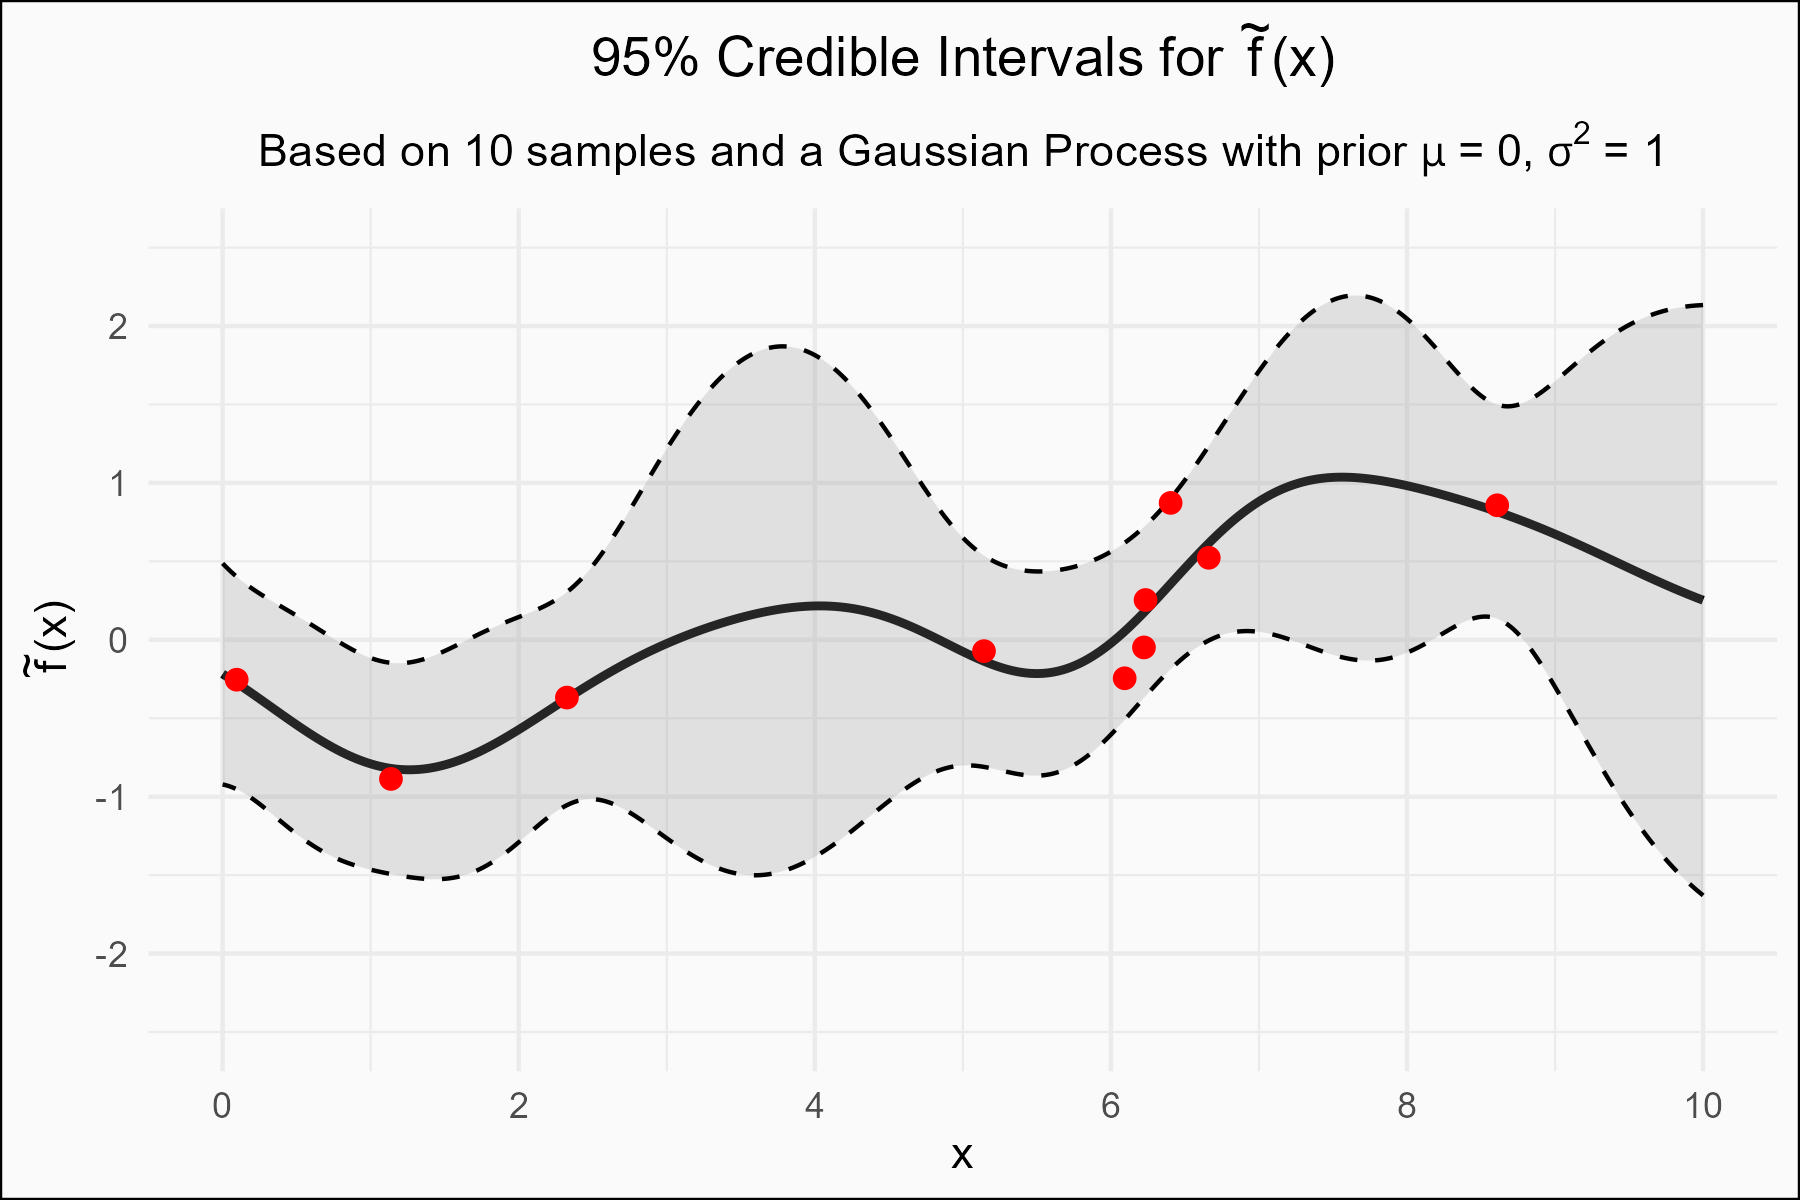 95% Credible Intervals for f̃(x)
Based on 10 samples and a Gaussian Process with prior μ = 0, σ² = 1
f̃(x)
2
1
0
-1
-2
0 2 4 6 8 10
x